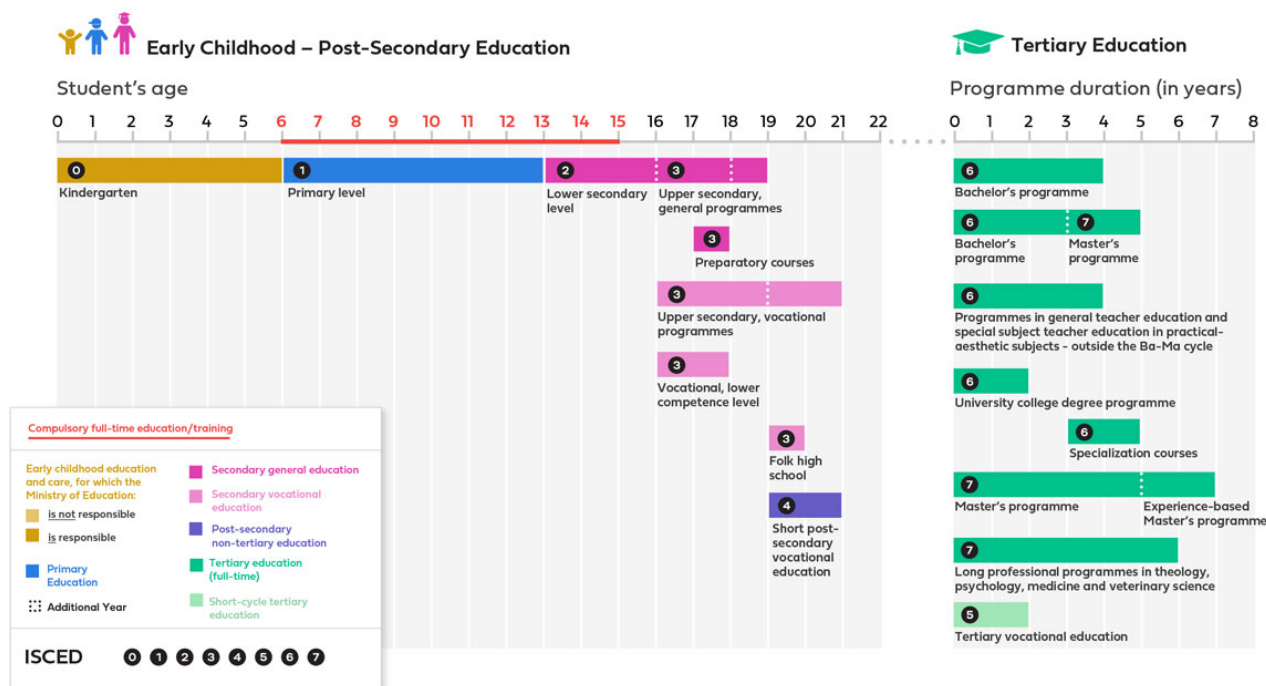 Early Childhood – Post-Secondary Education
Student's age
0 1 2 3 4 5 6 7 8 9 10 11 12 13 14 15 16 17 18 19 20 21 22
0
Kindergarten
1
Primary level
2
Lower secondary
level
3
Upper secondary,
general programmes
3
Preparatory courses
3
Upper secondary, vocational
programmes
3
Vocational, lower
competence level
3
Folk high
school
4
Short post-
secondary
vocational
education
Tertiary Education
Programme duration (in years)
0 1 2 3 4 5 6 7 8
6
Bachelor's programme
6
Bachelor's
programme
7
Master's
programme
6
Programmes in general teacher education and
special subject teacher education in practical-
aesthetic subjects - outside the Ba-Ma cycle
6
University college degree programme
6
Specialization courses
7
Master's programme
Experience-based
Master's programme
7
Long professional programmes in theology,
psychology, medicine and veterinary science
5
Tertiary vocational education
Compulsory full-time education/training
Early childhood education
and care, for which the
Ministry of Education:
is not responsible
is responsible
Primary
Education
Additional Year
Secondary general education
Secondary vocational
education
Post-secondary
non-tertiary education
Tertiary education
(full-time)
Short-cycle tertiary
education
ISCED 0 1 2 3 4 5 6 7